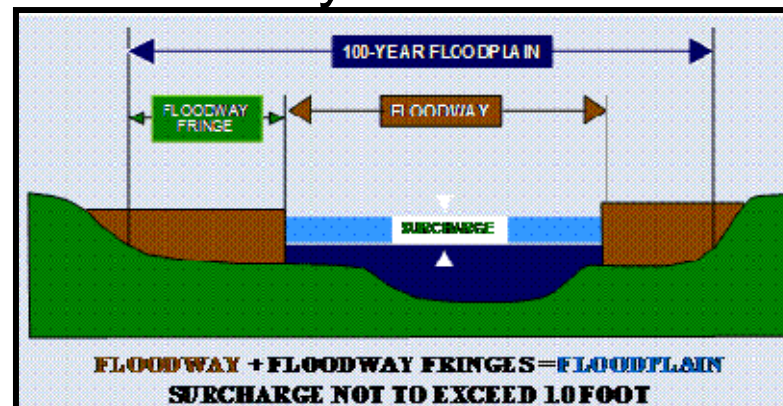 100-YEAR FLOODPLAIN
FLOODWAY
FRINGE
FLOODWAY
SURCHARGE
FLOODWAY + FLOODWAY FRINGES = FLOODPLAIN
SURCHARGE NOT TO EXCEED 1.0 FOOT